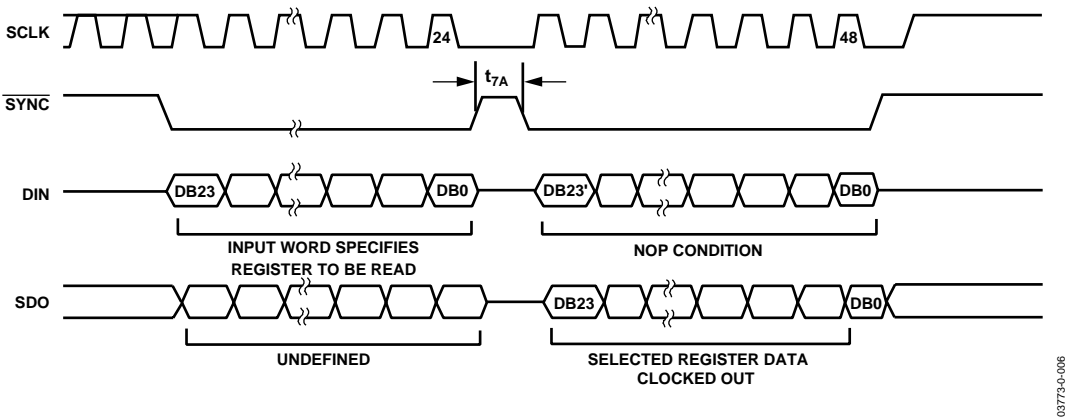 SCLK
24
48
t7A
SYNC
DIN
DB23
DB0
DB23'
DB0
INPUT WORD SPECIFIES
REGISTER TO BE READ
NOP CONDITION
SDO
DB23
DB0
UNDEFINED
SELECTED REGISTER DATA
CLOCKED OUT
03773-0-006